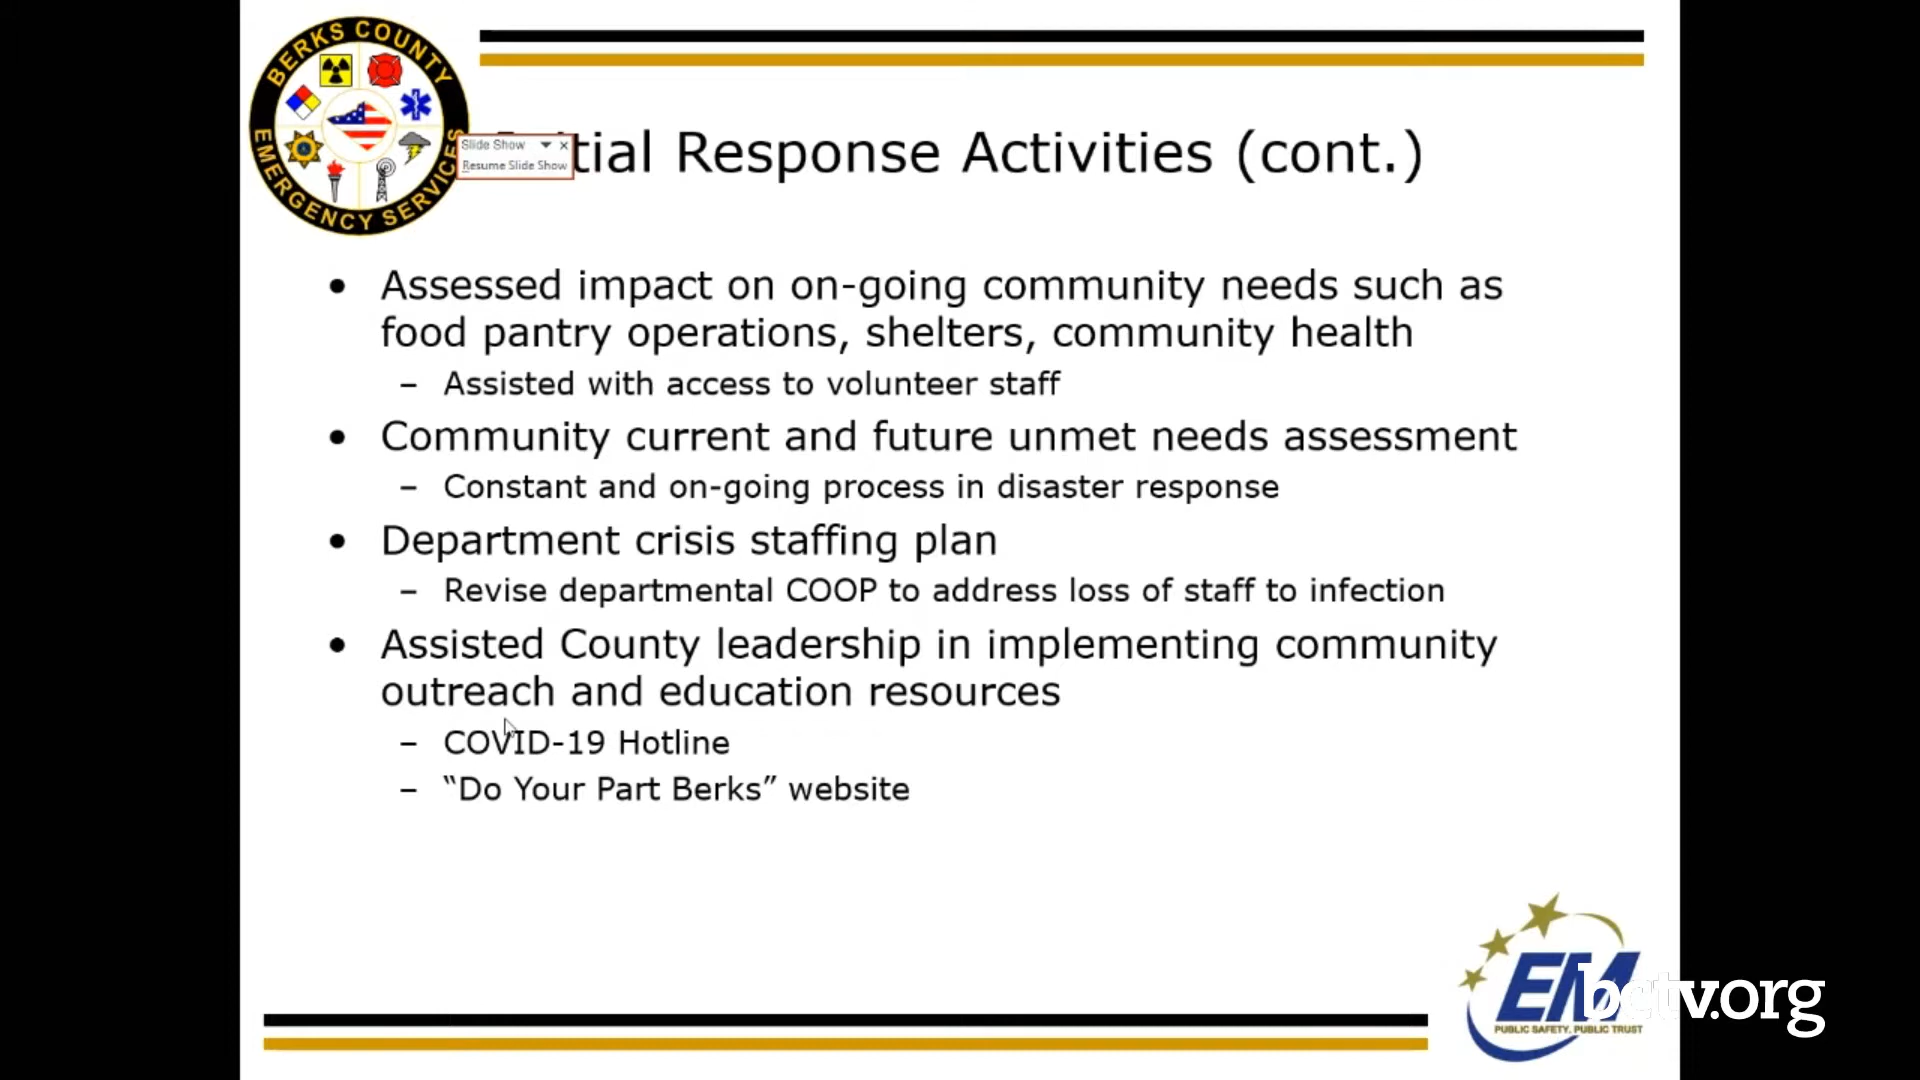 BERKS COUNTY
EMERGENCY SERVICES
Slide Show
Resume Slide Show
tial Response Activities (cont.)
• Assessed impact on on-going community needs such as
food pantry operations, shelters, community health
– Assisted with access to volunteer staff
• Community current and future unmet needs assessment
– Constant and on-going process in disaster response
• Department crisis staffing plan
– Revise departmental COOP to address loss of staff to infection
• Assisted County leadership in implementing community
outreach and education resources
– COVID-19 Hotline
– “Do Your Part Berks” website
EM
PUBLIC SAFETY. PUBLIC TRUST
bctv.org